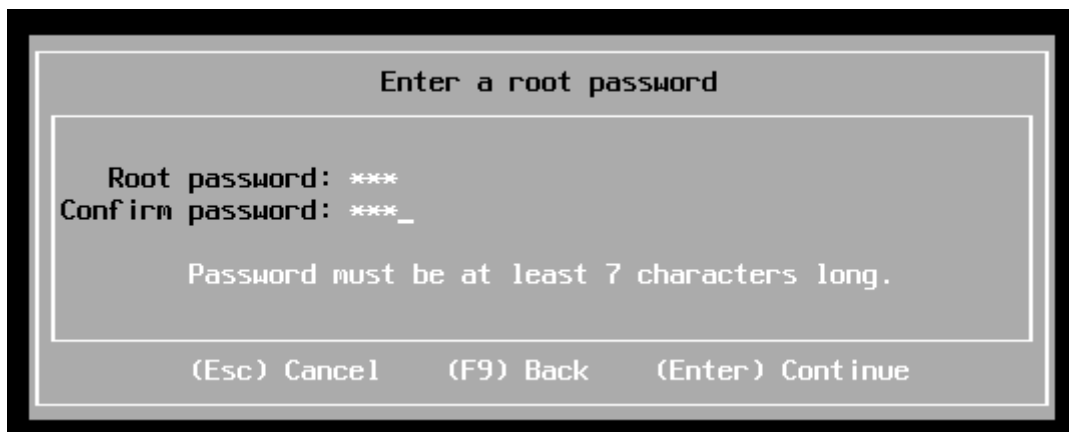 Enter a root password
Root password: ***
Confirm password: ***_
Password must be at least 7 characters long.
(Esc) Cancel (F9) Back (Enter) Continue